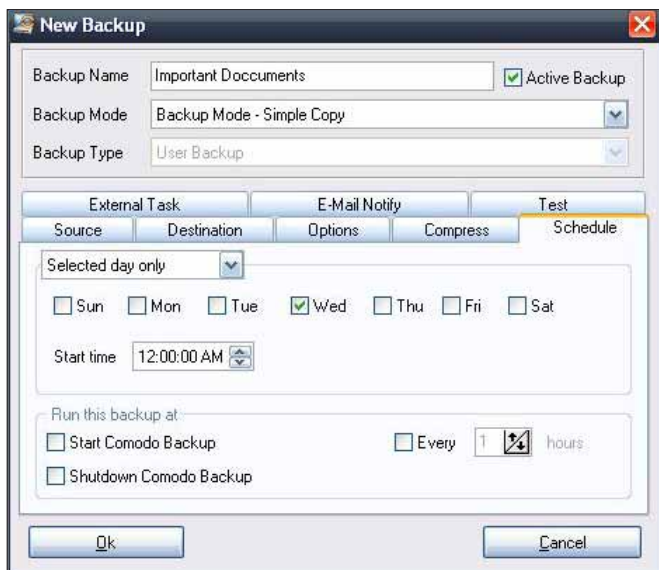 New Backup
Backup Name Important Doccuments Active Backup
Backup Mode Backup Mode - Simple Copy
Backup Type User Backup
External Task E-Mail Notify Test
Source Destination Options Compress Schedule
Selected day only
Sun Mon Tue Wed Thu Fri Sat
Start time 12:00:00 AM
Run this backup at
Start Comodo Backup Every 1 hours
Shutdown Comodo Backup
Ok Cancel